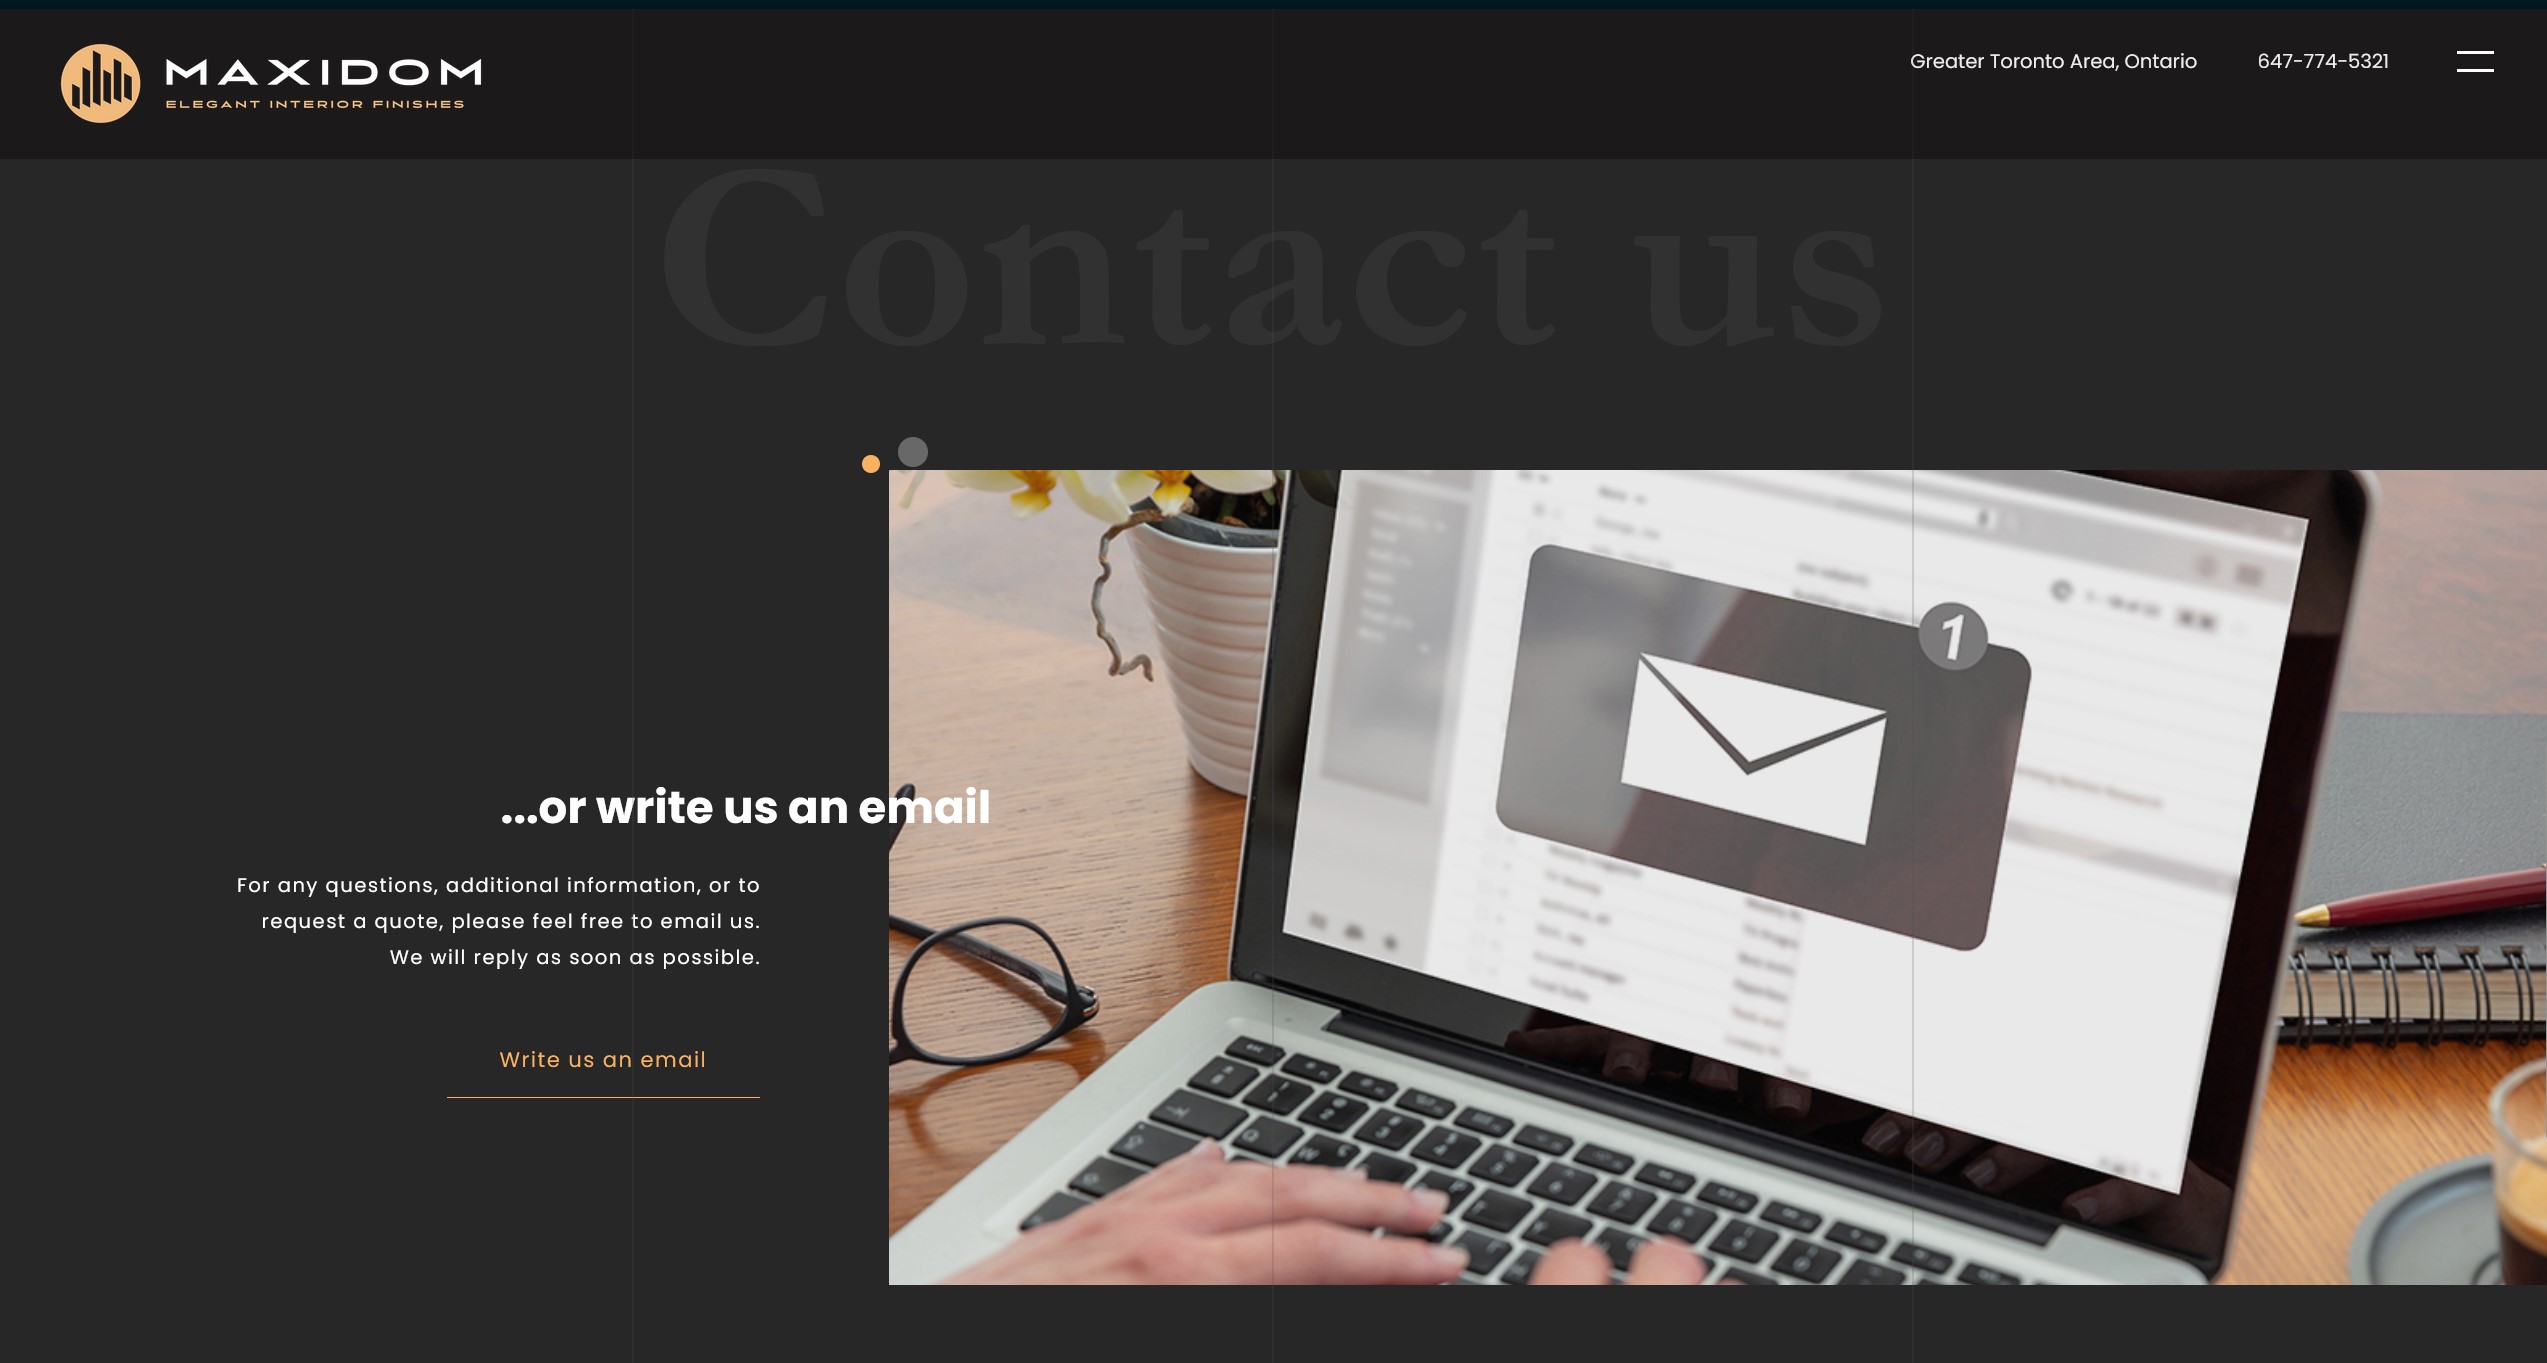 MAXIDOM
ELEGANT INTERIOR FINISHES
Greater Toronto Area, Ontario
647-774-5321
Contact us
1
...or write us an email
For any questions, additional information, or to
request a quote, please feel free to email us.
We will reply as soon as possible.
Write us an email